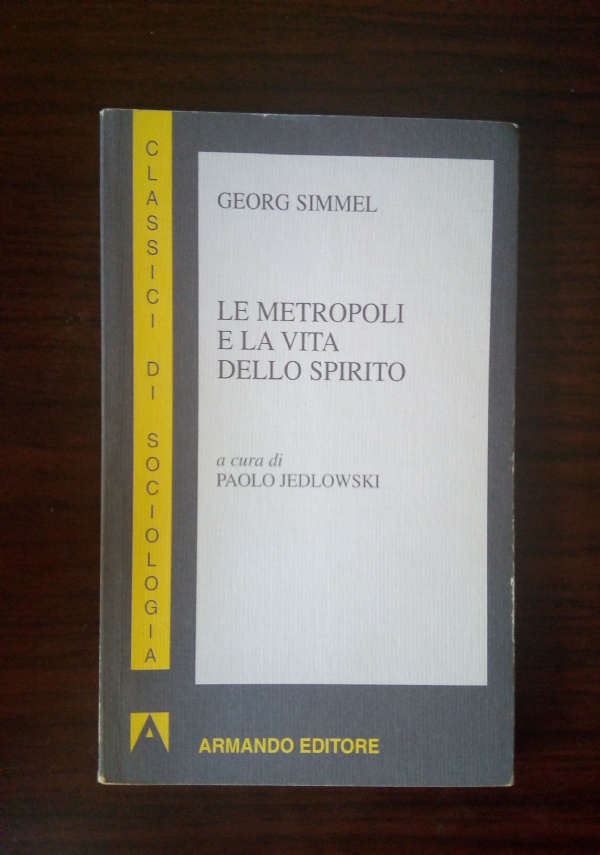 CLASSICI DI SOCIOLOGIA
GEORG SIMMEL
LE METROPOLI
E LA VITA
DELLO SPIRITO
a cura di
PAOLO JEDLOWSKI
ARMANDO EDITORE